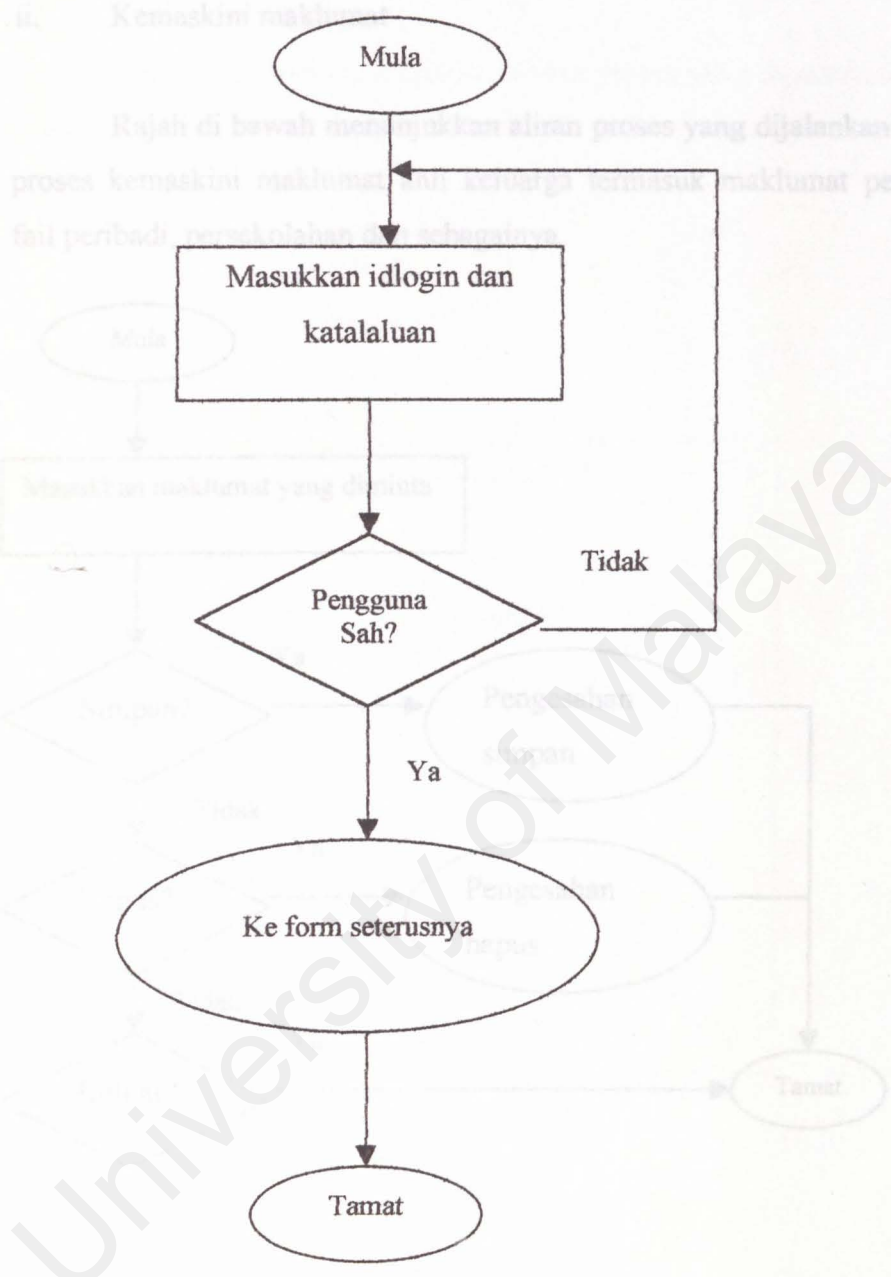 ii. Kemaskini maklumat
Mula
Rajah di bawah menunjukkan aliran proses yang dijalankan
proses kemaskini maklumat ahli keluarga termasuk maklumat
fail peribadi, persekolahan dan sebagainya
Masukkan idlogin dan
katalaluan
Mula
Masukkan maklumat yang diminta
Tidak
Pengguna
Sah?
Ya
Simpan?
Pengesahan
simpan
Ya
Tidak
Pengesahan
hapus
Ke form seterusnya
Tamat
Tamat
University of Malaya